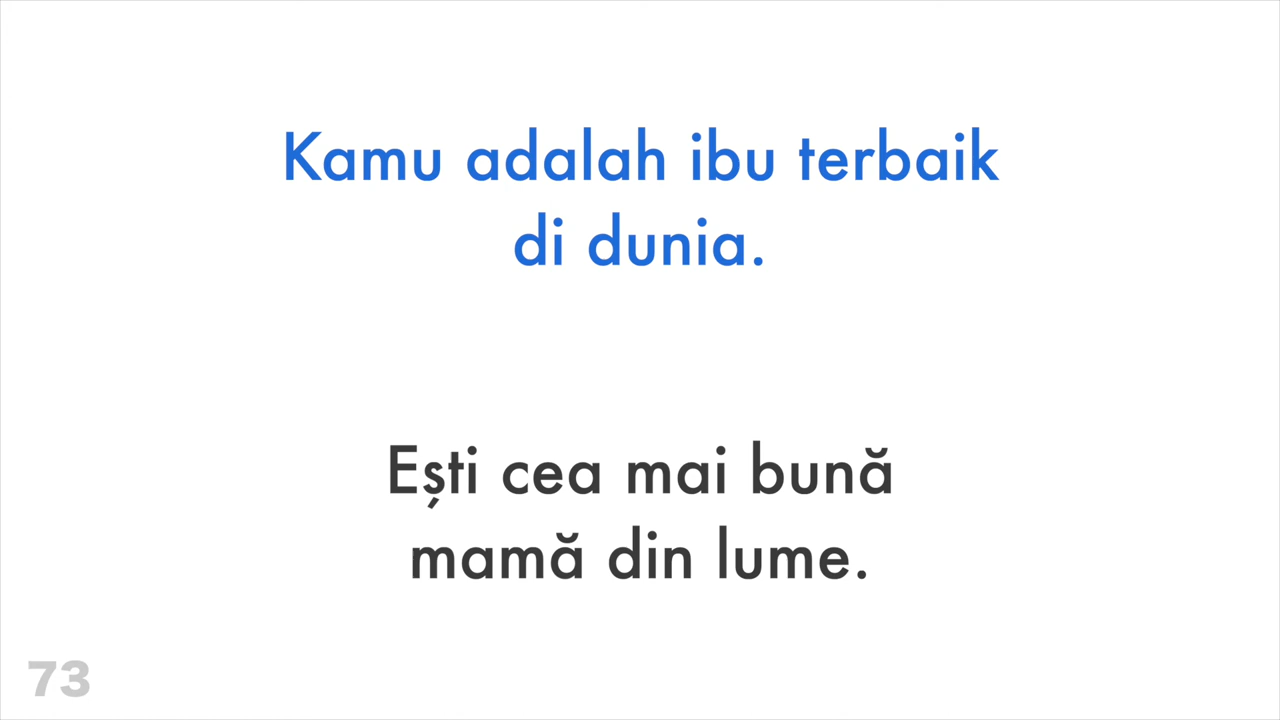 Kamu adalah ibu terbaik
di dunia.
Ești cea mai bună
mamă din lume.
73